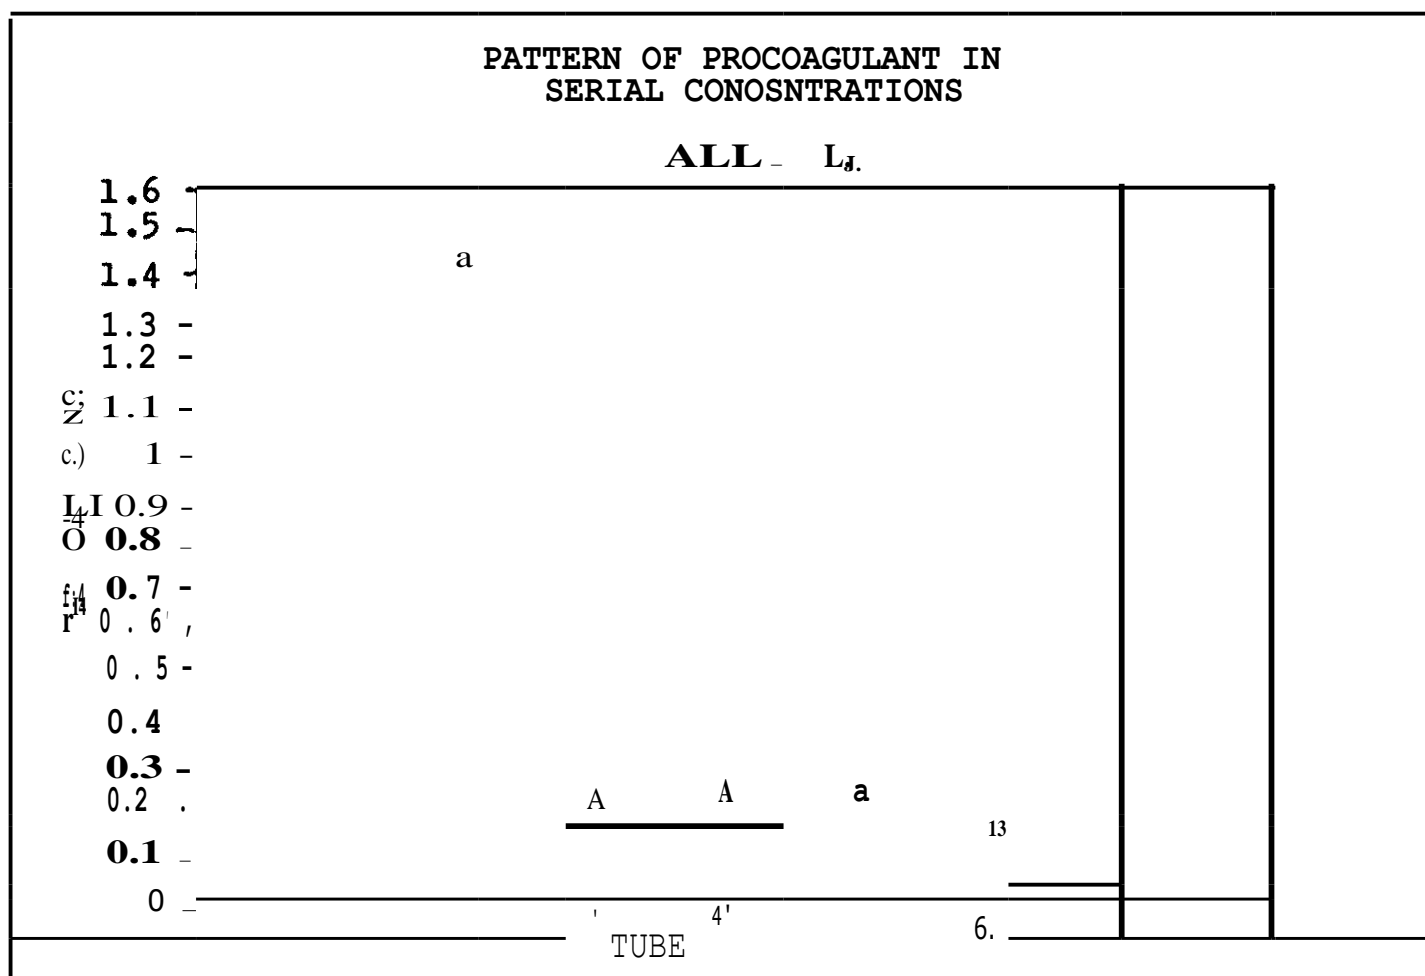 PATTERN OF PROCOAGULANT IN
SERIAL CONOSNTRATIONS
ALL – L.J.
1.6
1.5
a
1.4
1.3 –
1.2 –
c;
z 1.1 –
c.) 1 –
LI 0.9 –
-4
O 0.8 –
0.7 –
r 0 . 6 ' ,
0 . 5 -
0.4
0.3 –
0.2 . A A a
13
0.1 –
0 –
' 4' 6.
TUBE